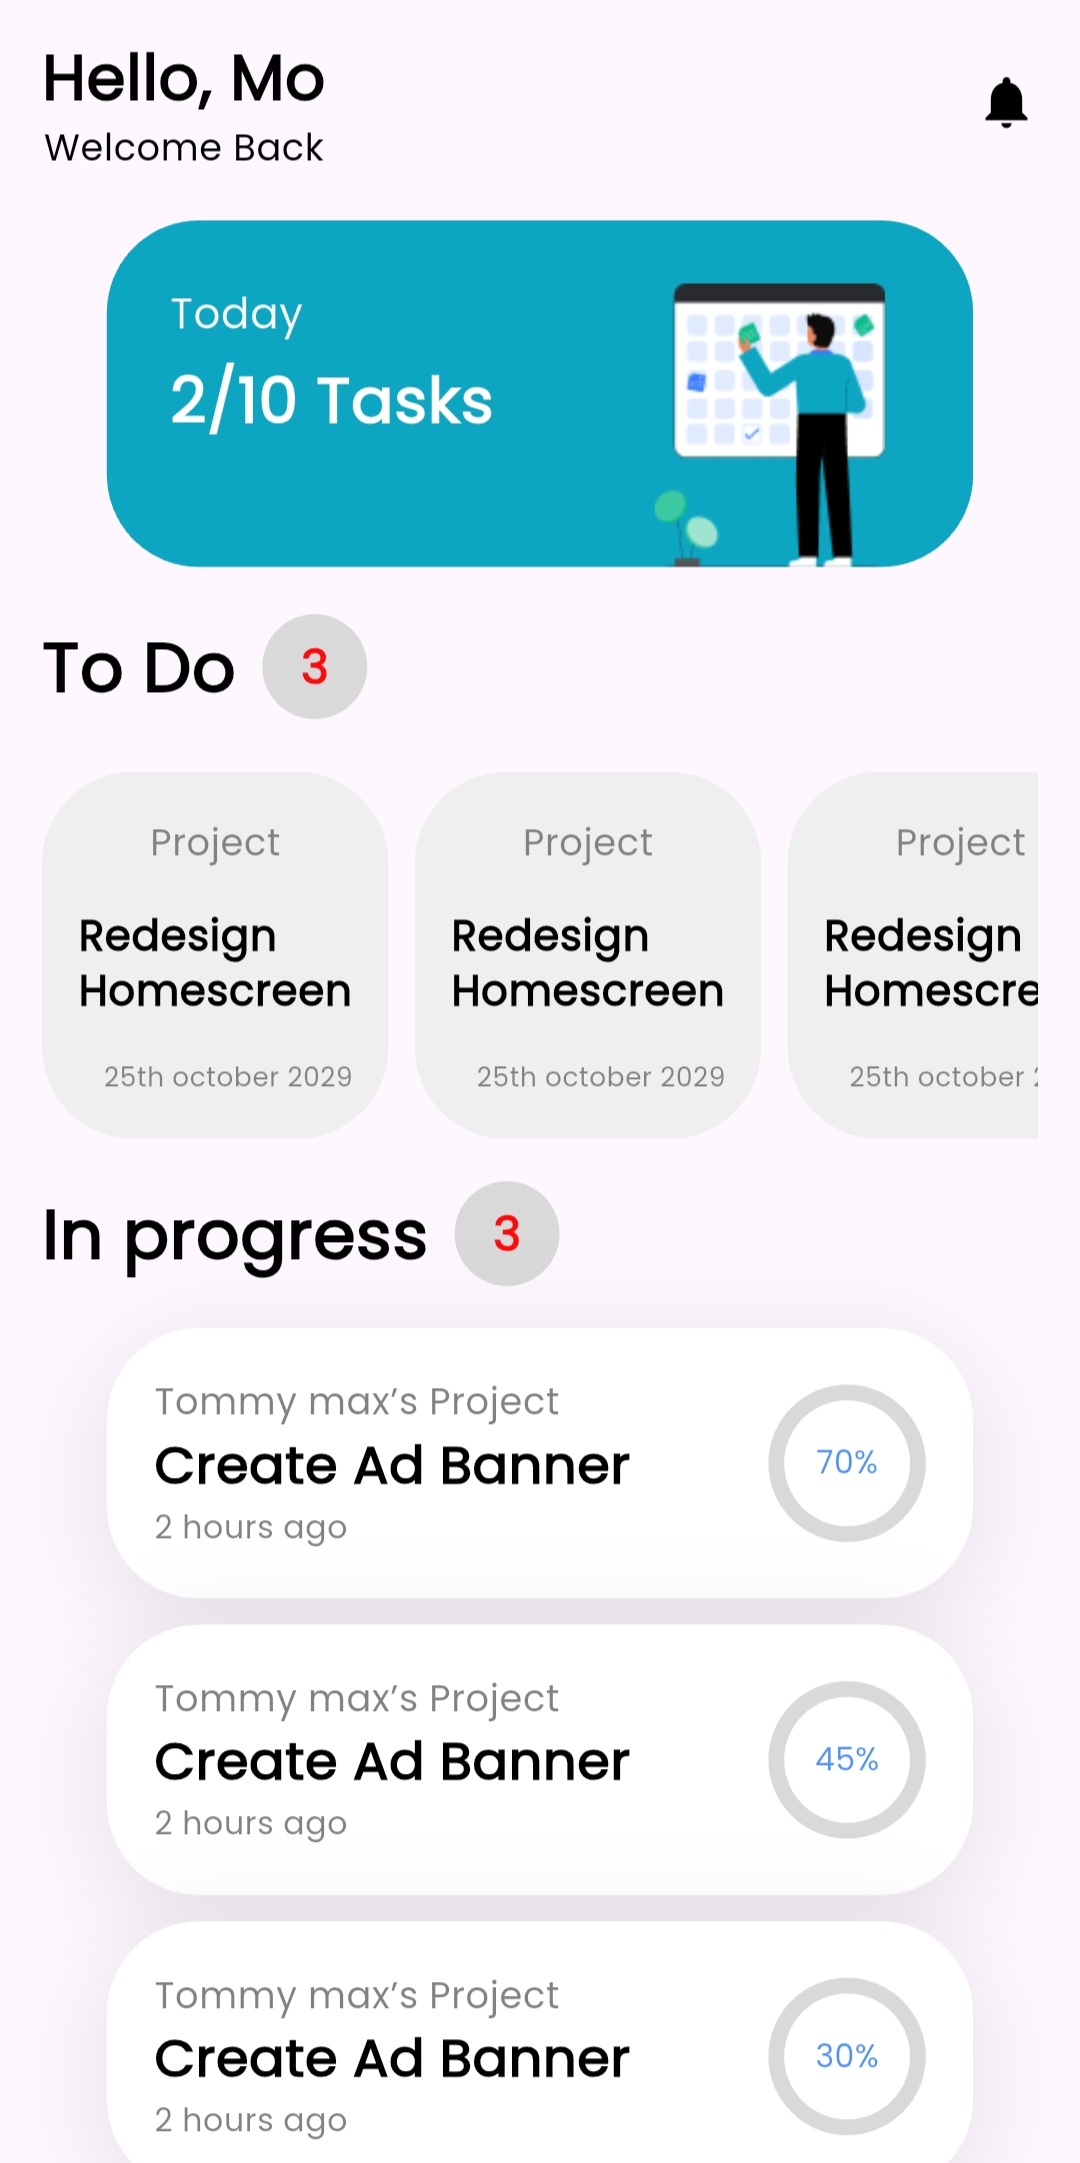 Hello, Mo
Welcome Back
Today
2/10 Tasks
To Do 3
Project
Redesign
Homescreen
25th october 2029
Project
Redesign
Homescreen
25th october 2029
Project
Redesign
Homescre
25th october
In progress 3
Tommy max’s Project
Create Ad Banner
2 hours ago
70%
Tommy max’s Project
Create Ad Banner
2 hours ago
45%
Tommy max’s Project
Create Ad Banner
2 hours ago
30%